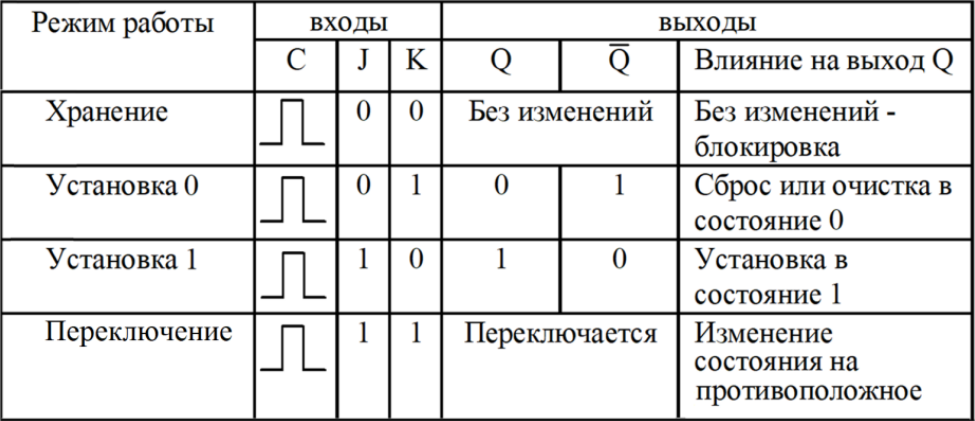 Режим работы входы выходы
C J K Q Q̅ Влияние на выход Q
Хранение 0 0 Без изменений Без изменений -
блокировка
Установка 0 0 1 0 1 Сброс или очистка в
состояние 0
Установка 1 1 0 1 0 Установка в
состояние 1
Переключение 1 1 Переключается Изменение
состояния на
противоположное